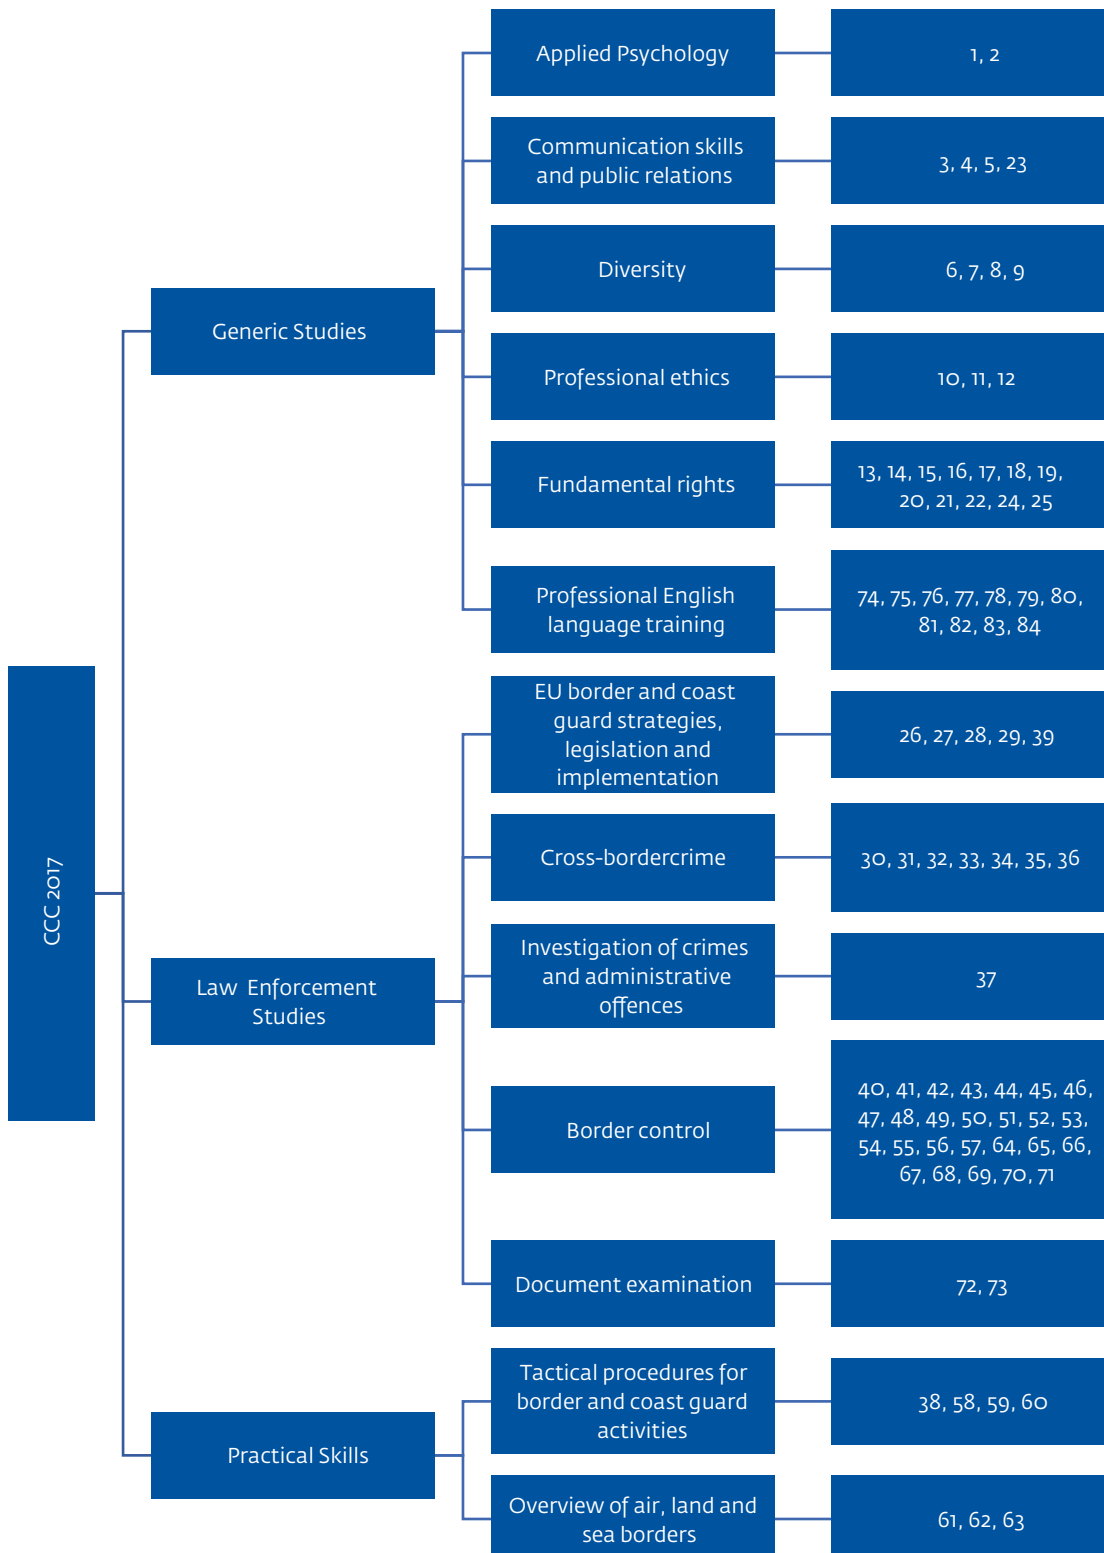 CCC 2017
Generic Studies
Applied Psychology
1, 2
Communication skills
and public relations
3, 4, 5, 23
Diversity
6, 7, 8, 9
Professional ethics
10, 11, 12
Fundamental rights
13, 14, 15, 16, 17, 18, 19,
20, 21, 22, 24, 25
Professional English
language training
74, 75, 76, 77, 78, 79, 80,
81, 82, 83, 84
Law Enforcement
Studies
EU border and coast
guard strategies,
legislation and
implementation
26, 27, 28, 29, 39
Cross-bordercrime
30, 31, 32, 33, 34, 35, 36
Investigation of crimes
and administrative
offences
37
Border control
40, 41, 42, 43, 44, 45, 46,
47, 48, 49, 50, 51, 52, 53,
54, 55, 56, 57, 64, 65, 66,
67, 68, 69, 70, 71
Document examination
72, 73
Practical Skills
Tactical procedures for
border and coast guard
activities
38, 58, 59, 60
Overview of air, land and
sea borders
61, 62, 63